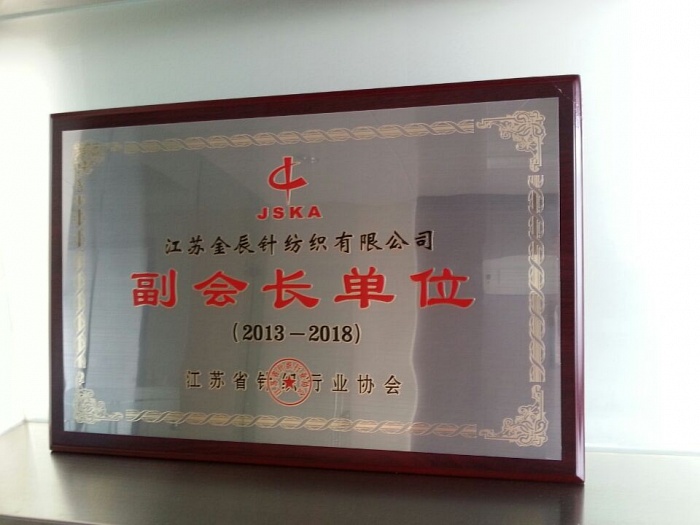 JSKA
江苏金辰针纺织有限公司
副会长单位
(2013－2018)
江苏省针织行业协会